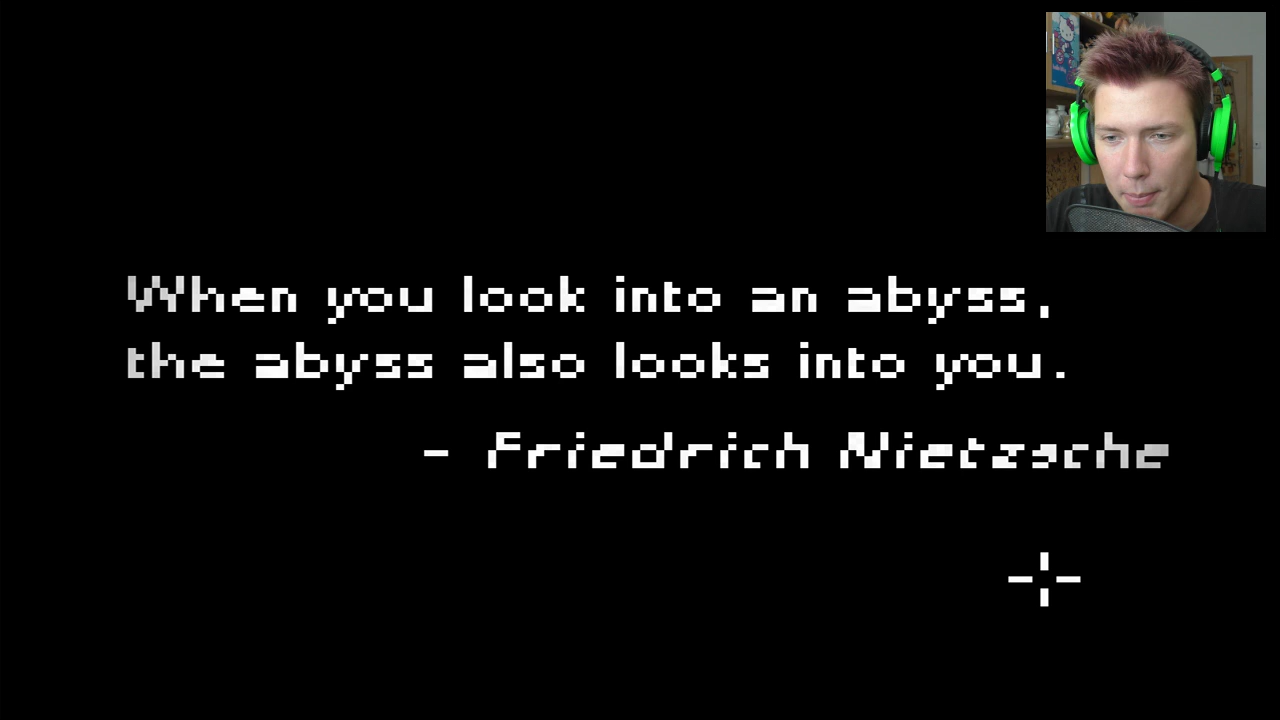 When you look into an abyss,
the abyss also looks into you.
- Friedrich Nietzsche